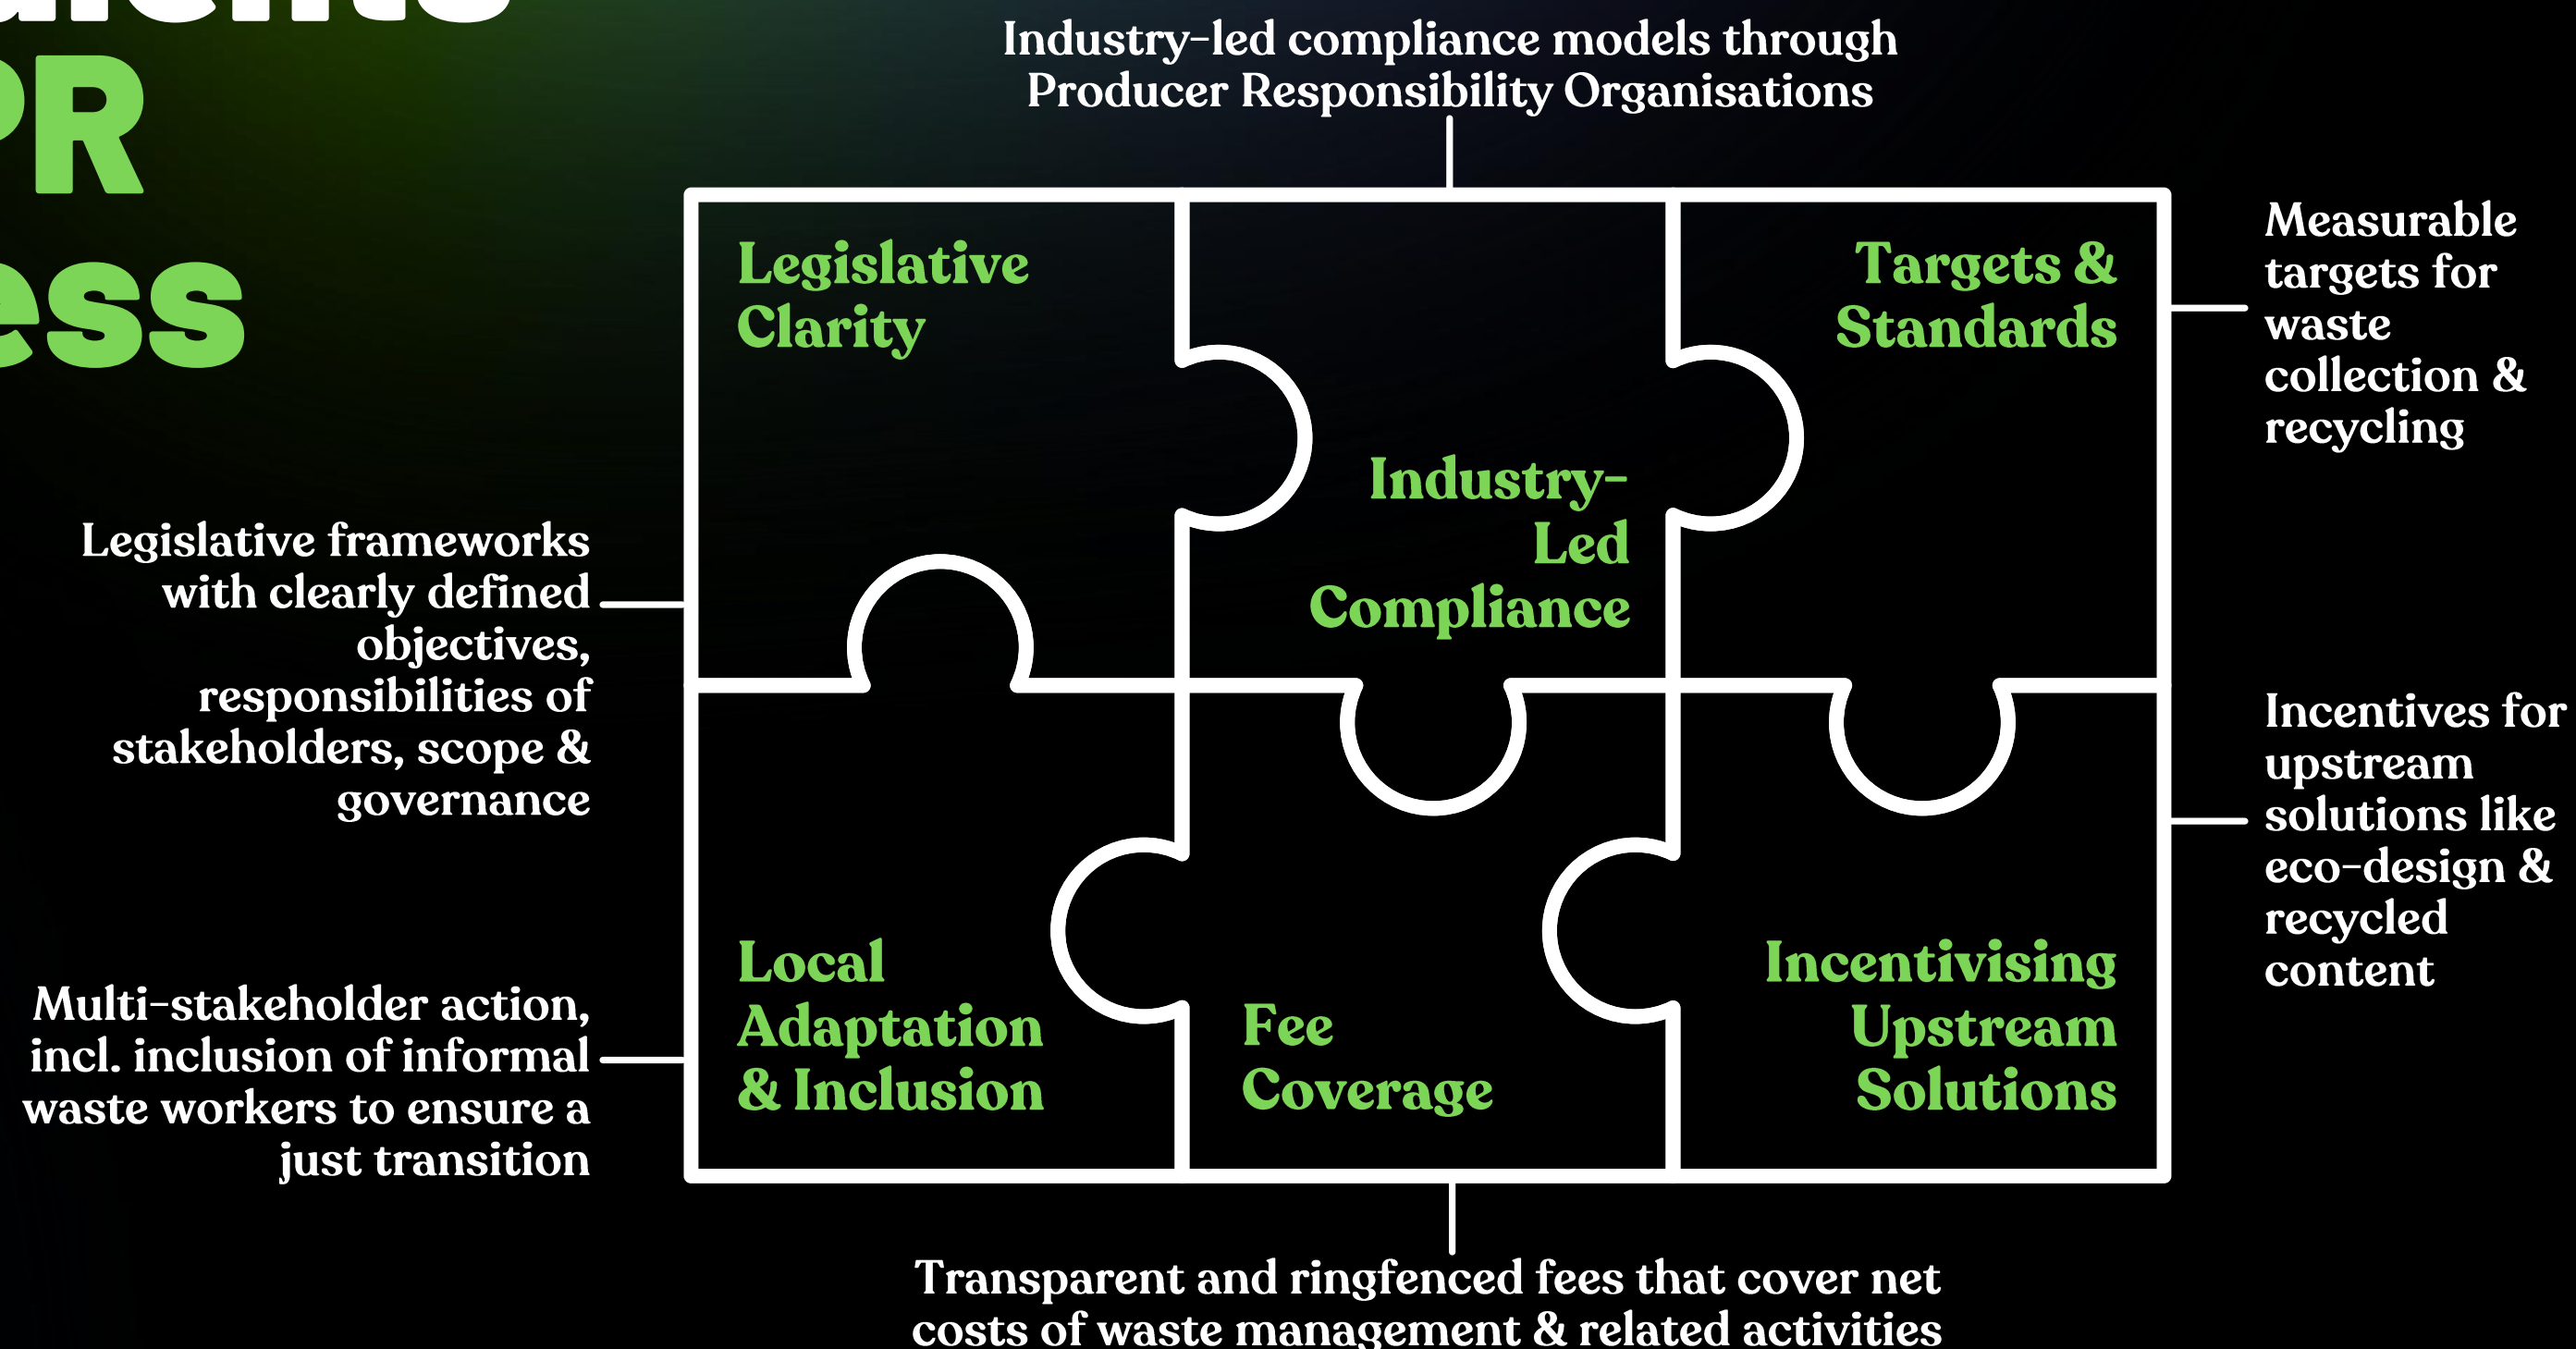 PR
ess
Industry-led compliance models through
Producer Responsibility Organisations
Legislative
Clarity
Industry-
Led
Compliance
Targets &
Standards
Measurable
targets for
waste
collection &
recycling
Legislative frameworks
with clearly defined
objectives,
responsibilities of
stakeholders, scope &
governance
Incentives for
upstream
solutions like
eco-design &
recycled
content
Multi-stakeholder action,
incl. inclusion of informal
waste workers to ensure a
just transition
Local
Adaptation
& Inclusion
Fee
Coverage
Incentivising
Upstream
Solutions
Transparent and ringfenced fees that cover net
costs of waste management & related activities